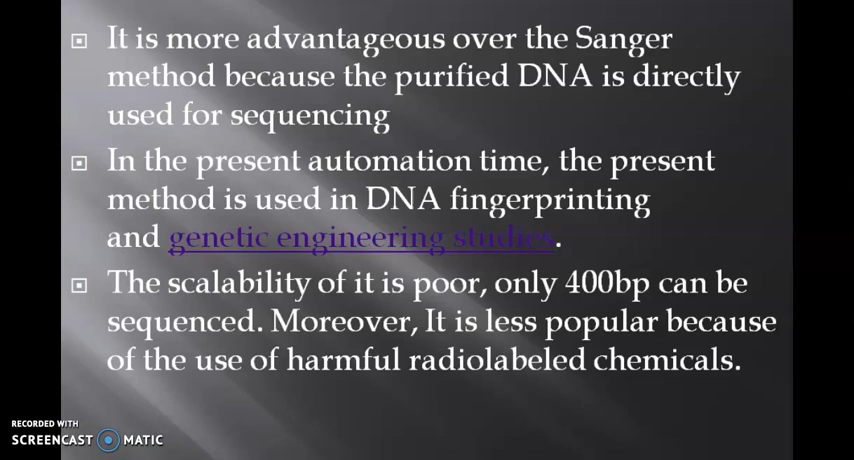 It is more advantageous over the Sanger
method because the purified DNA is directly
used for sequencing
In the present automation time, the present
method is used in DNA fingerprinting
and genetic engineering studies.
The scalability of it is poor, only 400bp can be
sequenced. Moreover, It is less popular because
of the use of harmful radiolabeled chemicals.
RECORDED WITH
SCREENCAST MATIC